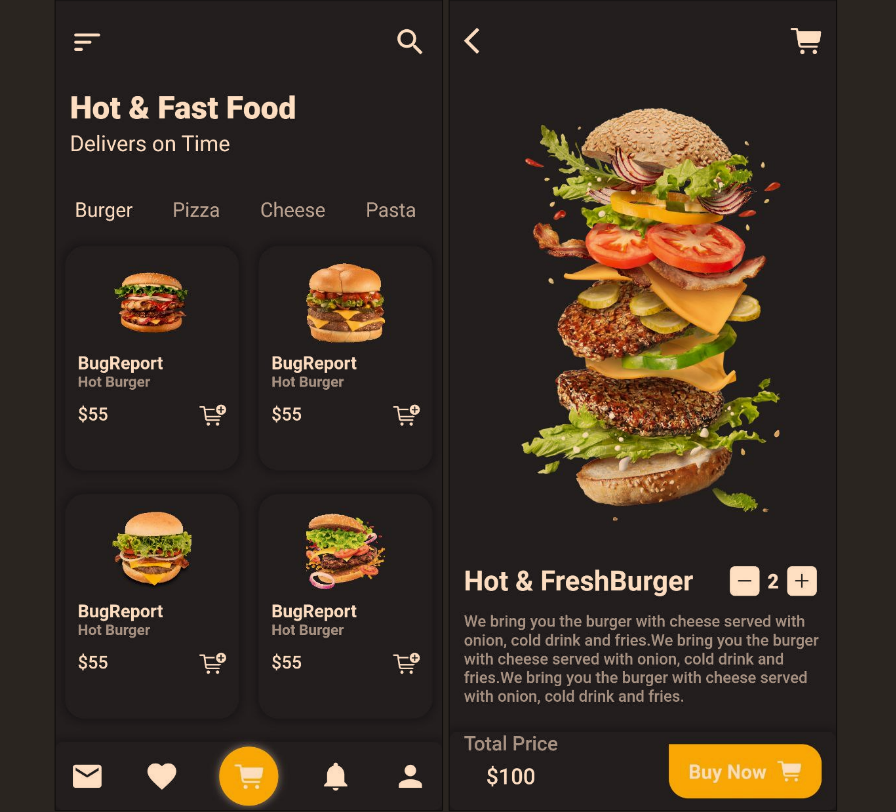 Hot & Fast Food
Delivers on Time
Burger Pizza Cheese Pasta
BugReport
Hot Burger
$55
BugReport
Hot Burger
$55
BugReport
Hot Burger
$55
BugReport
Hot Burger
$55
Hot & FreshBurger
2
We bring you the burger with cheese served with
onion, cold drink and fries.We bring you the burger
with cheese served with onion, cold drink and
fries.We bring you the burger with cheese served
with onion, cold drink and fries.
Total Price
$100
Buy Now